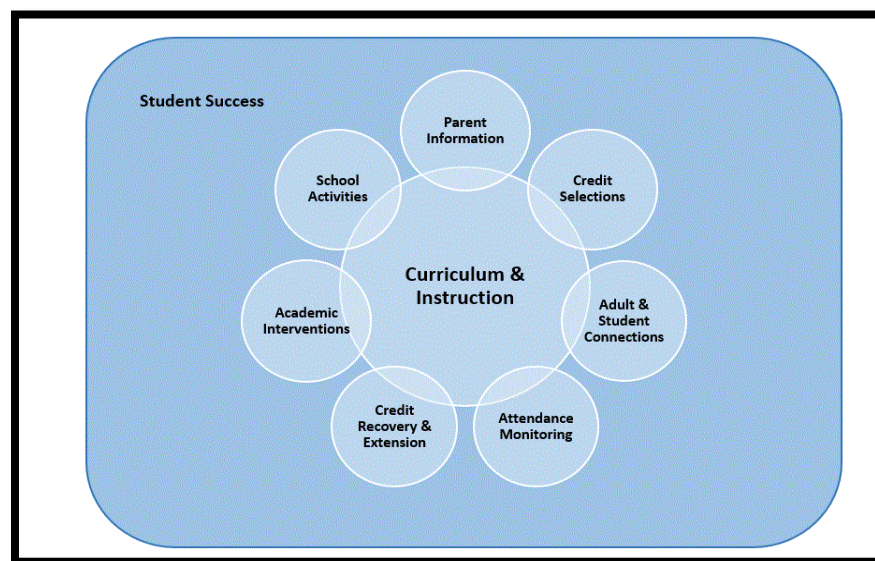 Student Success
Parent
Information
School
Activities
Credit
Selections
Curriculum &
Instruction
Academic
Interventions
Adult &
Student
Connections
Credit
Recovery &
Extension
Attendance
Monitoring